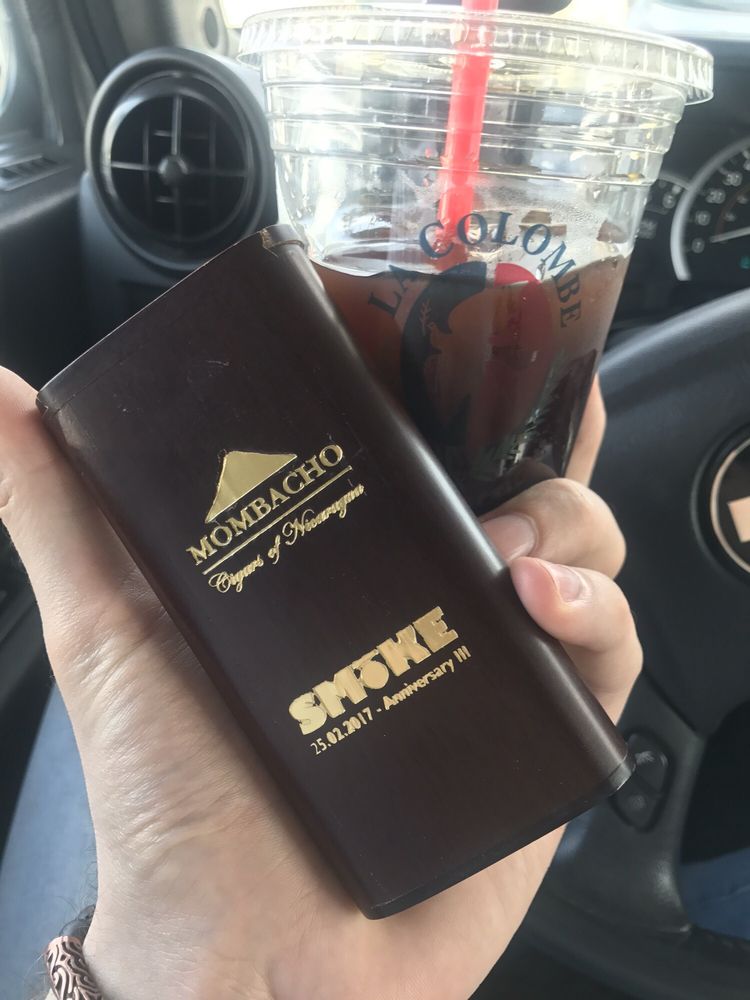 LA COLOMBE
MOMBACHO
Cigars of Nicaragua
SMOKE
25.02.2017 - Anniversary III